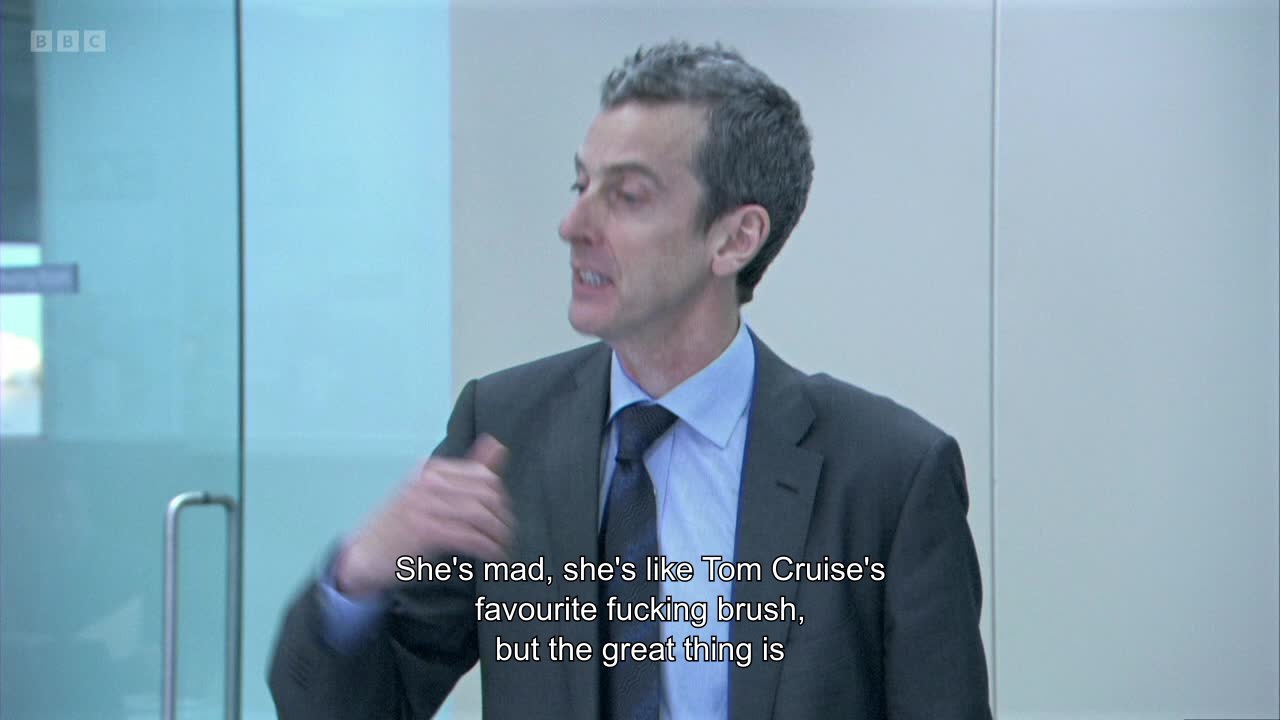 BBC
She's mad, she's like Tom Cruise's
favourite fucking brush,
but the great thing is